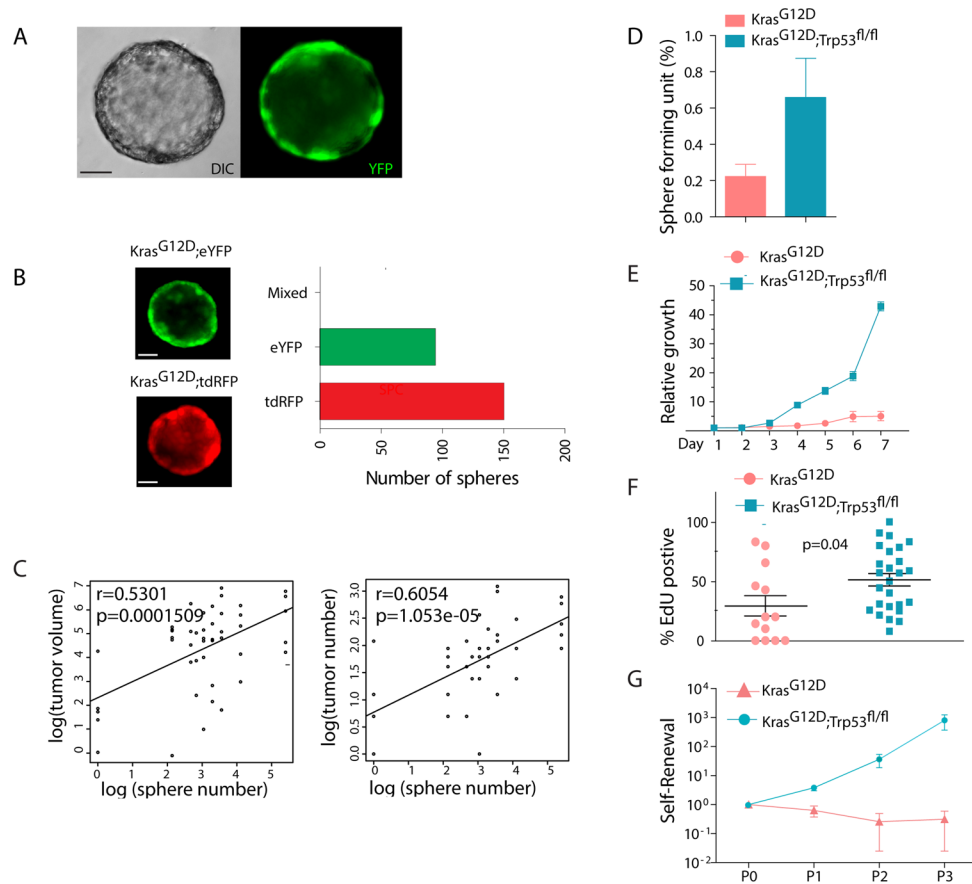 A
DIC
YFP
B
Kras^G12D;eYFP
Kras^G12D;tdRFP
Mixed
eYFP
tdRFP
SPC
0
50
100
150
200
Number of spheres
C
r=0.5301
p=0.0001509
log(tumor volume)
0 1 2 3 4 5 6 7
0 1 2 3 4 5
log (sphere number)
r=0.6054
p=1.053e-05
log(tumor number)
0.0 0.5 1.0 1.5 2.0 2.5 3.0
0 1 2 3 4 5
log (sphere number)
D
Kras^G12D
Kras^G12D;Trp53^fl/fl
Sphere forming unit (%)
1.0
0.8
0.6
0.4
0.2
0.0
E
Kras^G12D
Kras^G12D;Trp53^fl/fl
Relative growth
50
40
30
20
10
5
Day 1 2 3 4 5 6 7
F
Kras^G12D
Kras^G12D;Trp53^fl/fl
p=0.04
% EdU postive
100
50
0
G
Kras^G12D
Kras^G12D;Trp53^fl/fl
Self-Renewal
10^4
10^3
10^2
10^1
10^0
10^-1
10^-2
P0 P1 P2 P3